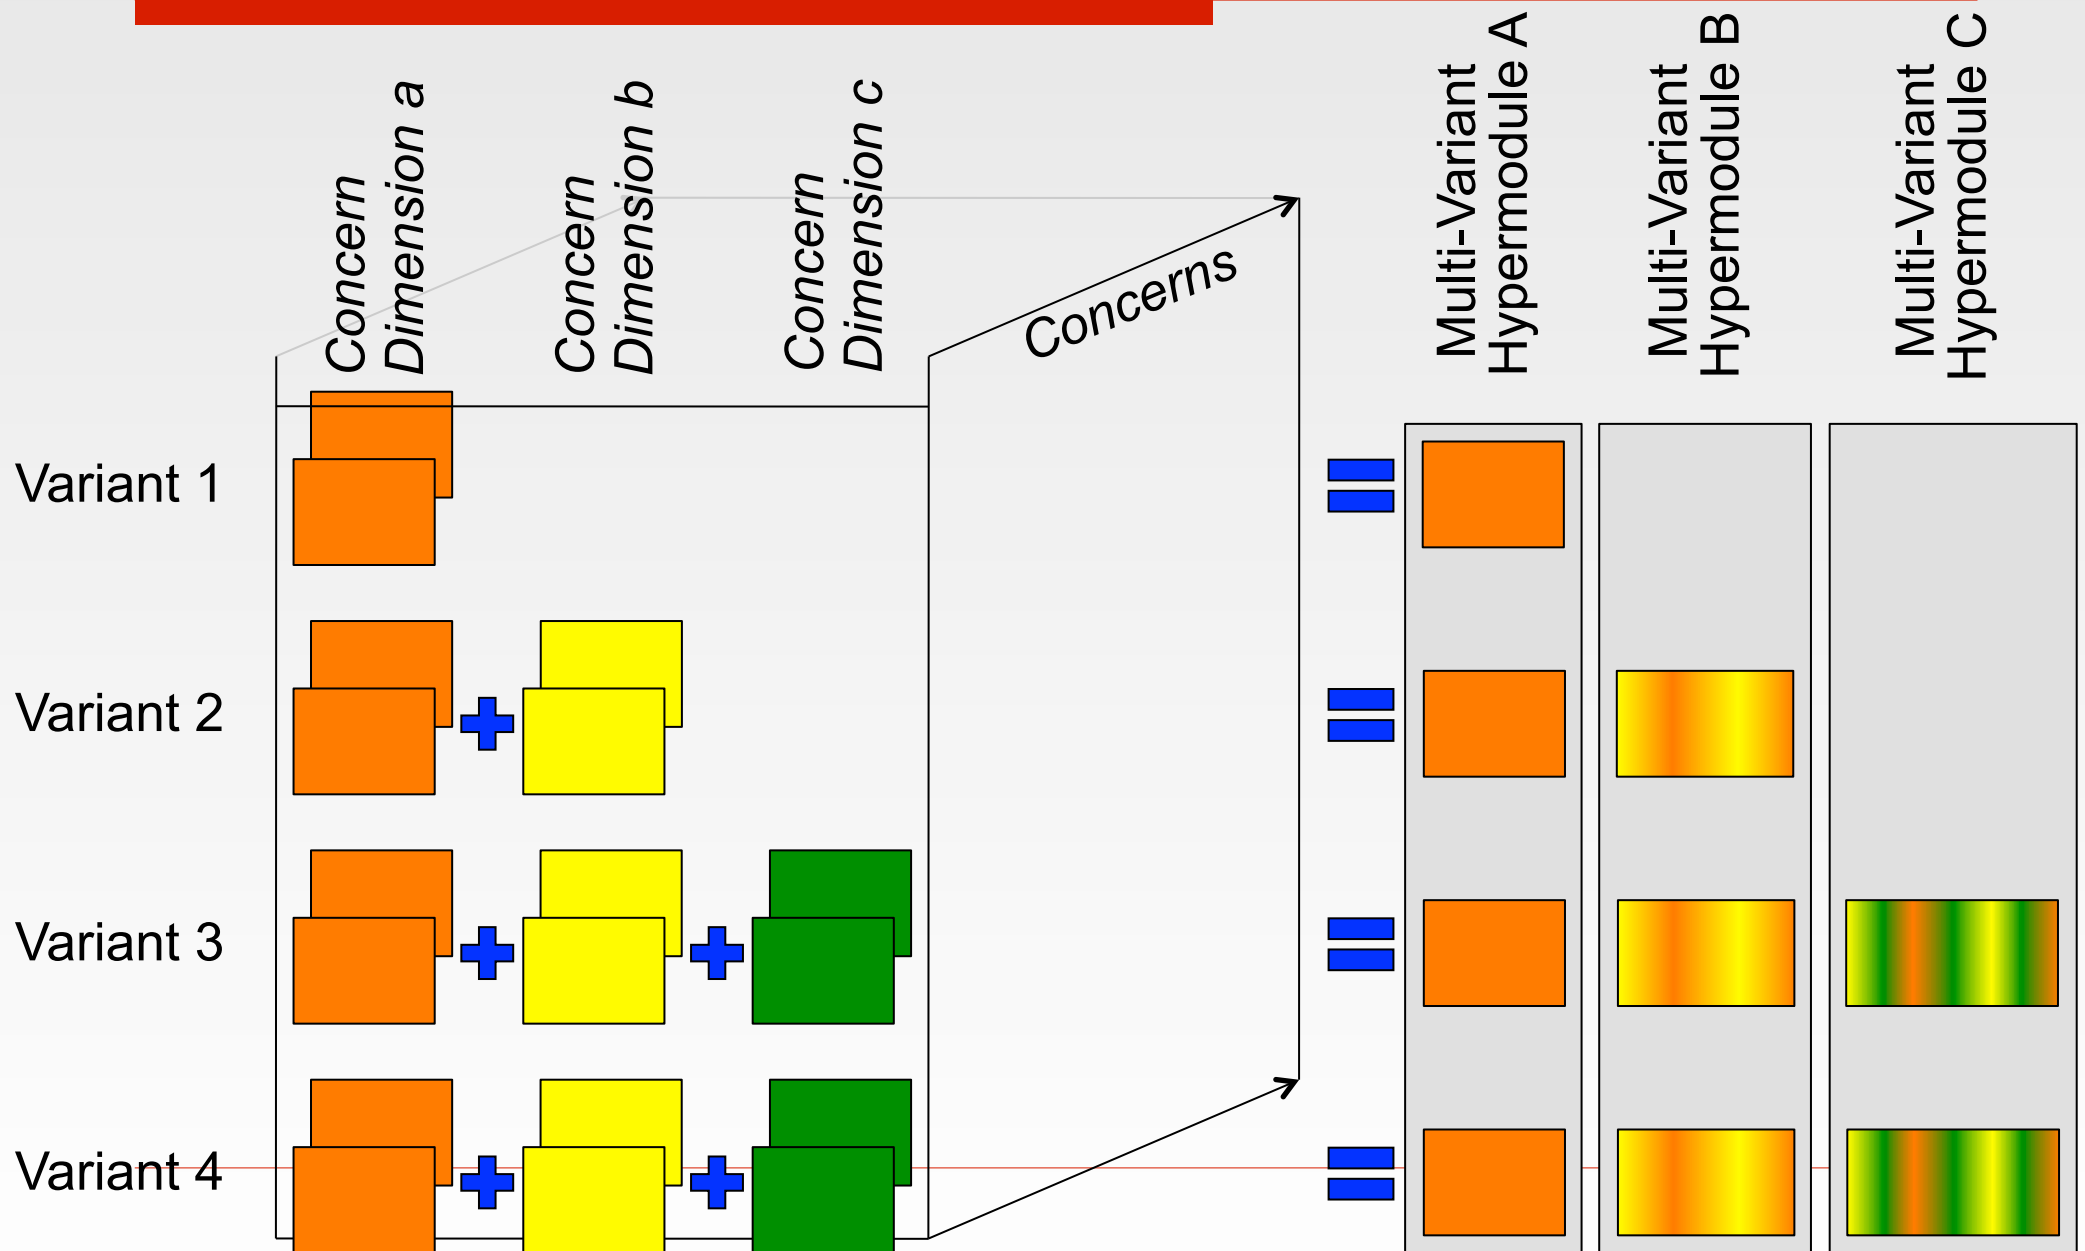 Concern
Dimension a
Concern
Dimension b
Concern
Dimension c
Concerns
Multi-Variant
Hypermodule A
Multi-Variant
Hypermodule B
Multi-Variant
Hypermodule C
Variant 1
Variant 2
Variant 3
Variant 4